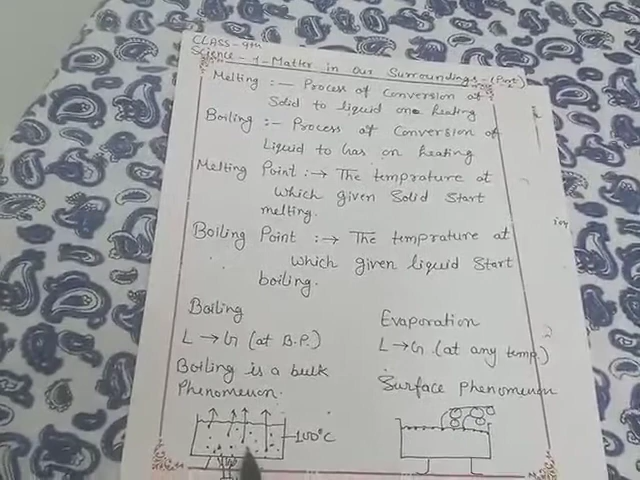 CLASS-9th
Science - 1 - Matter in Our Surroundings - (Part)
Melting :— Process of Conversion of
Solid to liquid one heating
Boiling :- Process of Conversion of
Liquid to Gas on heating
Melting Point :→ The temprature at
which given Solid Start
melting.
Boiling Point :→ The temprature at
which given liquid Start
boiling.
Boiling
L → G (at B.P.)
Boiling is a bulk
Phenomenon.
100°C
Evaporation
L→G (at any temp.)
Surface phenomenon